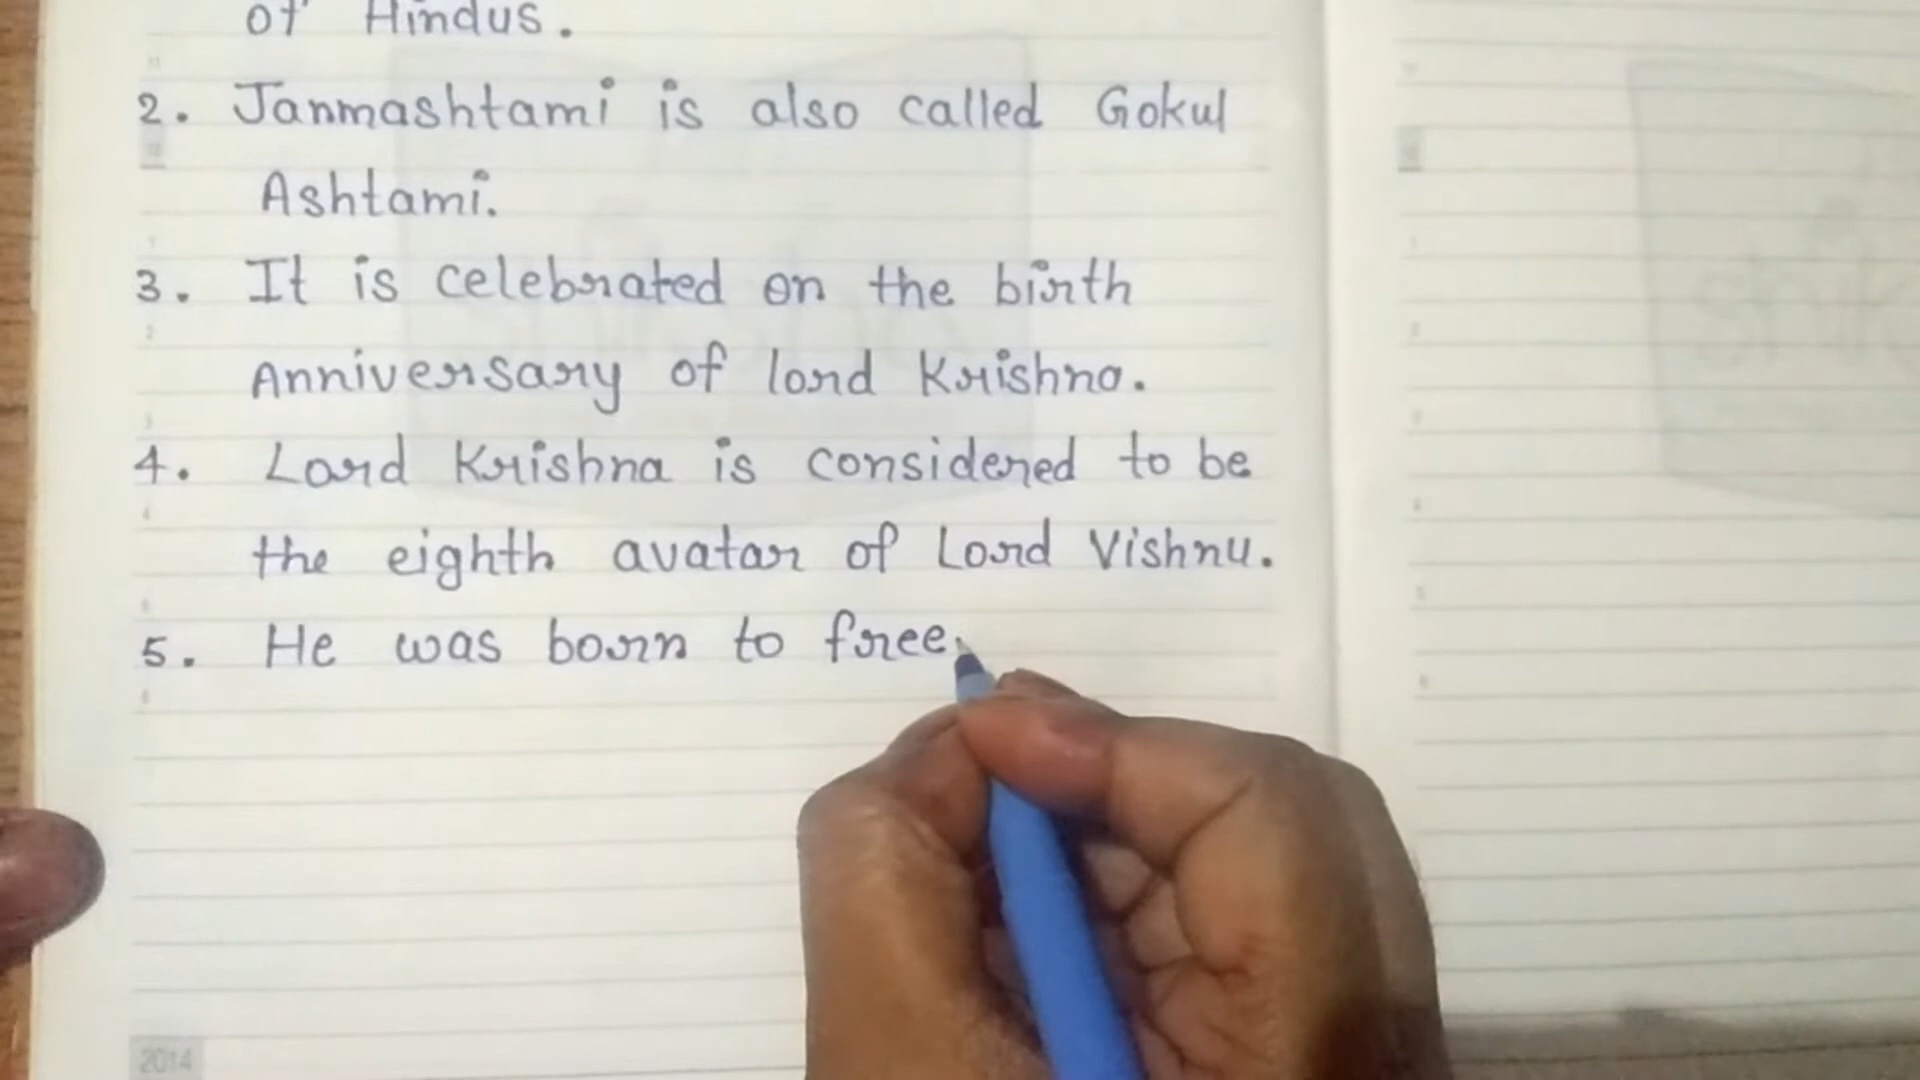 of Hindus.
2. Janmashtami is also called Gokul
Ashtami.
3. It is celebrated on the birth
Anniversary of lord Krishna.
4. Lord Krishna is considered to be
the eighth avatar of Lord Vishnu.
5. He was born to free
2014